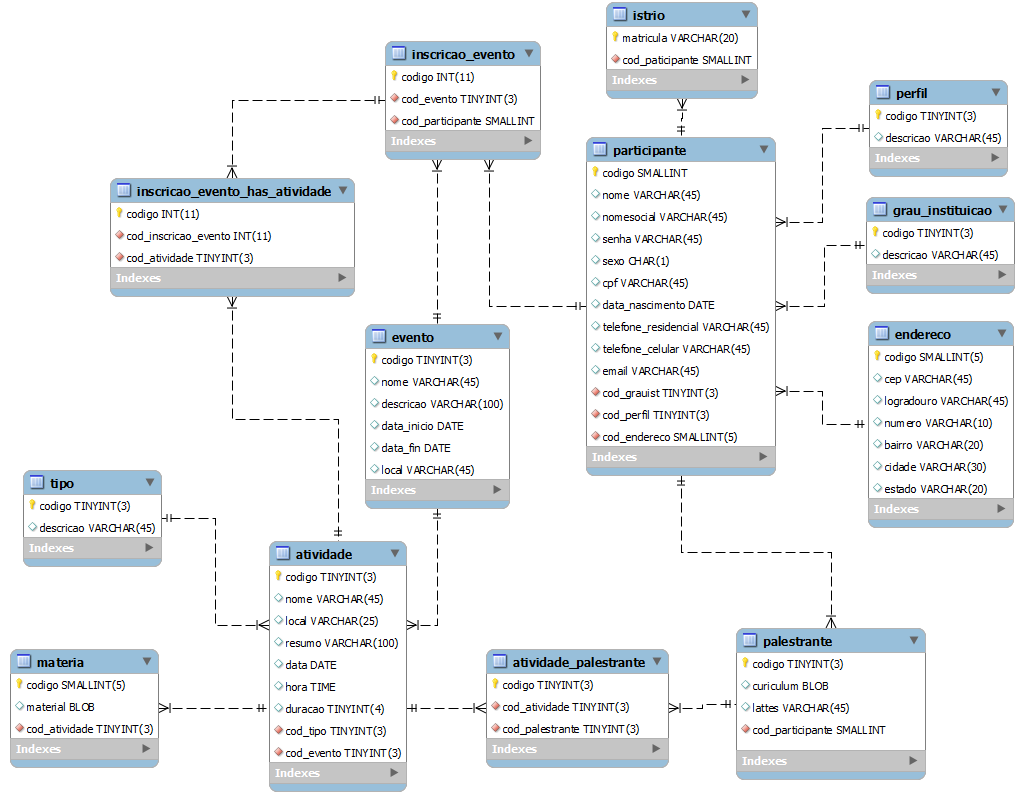 istrio
matricula VARCHAR(20)
cod_paticipante SMALLINT
Indexes
inscricao_evento
codigo INT(11)
cod_evento TINYINT(3)
cod_participante SMALLINT
Indexes
perfil
codigo TINYINT(3)
descricao VARCHAR(45)
Indexes
participante
codigo SMALLINT
nome VARCHAR(45)
nomesocial VARCHAR(45)
senha VARCHAR(45)
sexo CHAR(1)
cpf VARCHAR(45)
data_nascimento DATE
telefone_residencial VARCHAR(45)
telefone_celular VARCHAR(45)
email VARCHAR(45)
cod_grauist TINYINT(3)
cod_perfil TINYINT(3)
cod_endereco SMALLINT(5)
Indexes
inscricao_evento_has_atividade
codigo INT(11)
cod_inscricao_evento INT(11)
cod_atividade TINYINT(3)
Indexes
grau_instituicao
codigo TINYINT(3)
descricao VARCHAR(45)
Indexes
evento
codigo TINYINT(3)
nome VARCHAR(45)
descricao VARCHAR(100)
data_inicio DATE
data_fin DATE
local VARCHAR(45)
Indexes
endereco
codigo SMALLINT(5)
cep VARCHAR(45)
logradouro VARCHAR(45)
numero VARCHAR(10)
bairro VARCHAR(20)
cidade VARCHAR(30)
estado VARCHAR(20)
Indexes
tipo
codigo TINYINT(3)
descricao VARCHAR(45)
Indexes
atividade
codigo TINYINT(3)
nome VARCHAR(45)
local VARCHAR(25)
resumo VARCHAR(100)
data DATE
hora TIME
duracao TINYINT(4)
cod_tipo TINYINT(3)
cod_evento TINYINT(3)
Indexes
materia
codigo SMALLINT(5)
material BLOB
cod_atividade TINYINT(3)
Indexes
atividade_palestrante
codigo TINYINT(3)
cod_atividade TINYINT(3)
cod_palestrante TINYINT(3)
Indexes
palestrante
codigo TINYINT(3)
curiculum BLOB
lattes VARCHAR(45)
cod_participante SMALLINT
Indexes